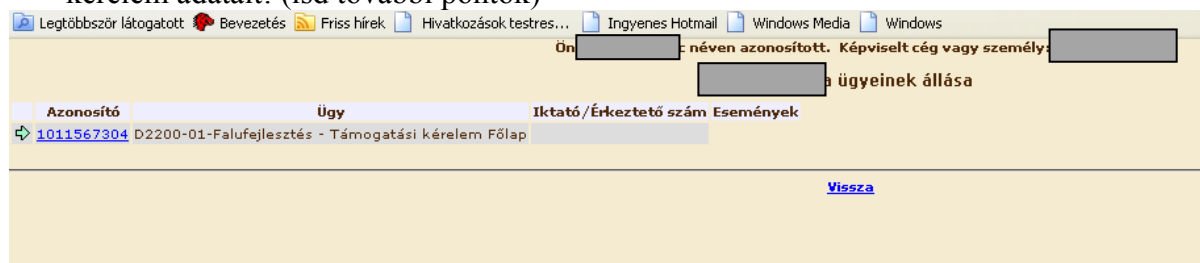 kérelem adatait! (lsd további pontok)
Legtöbbször látogatott Bevezetés Friss hírek Hivatkozások testres... Ingyenes Hotmail Windows Media Windows
Ön néven azonosított. Képviselt cég vagy személy:
a ügyeinek állása
Azonosító Ügy Iktató/Érkeztető szám Események
1011567304 D2200-01-Falufejlesztés - Támogatási kérelem Főlap
Vissza